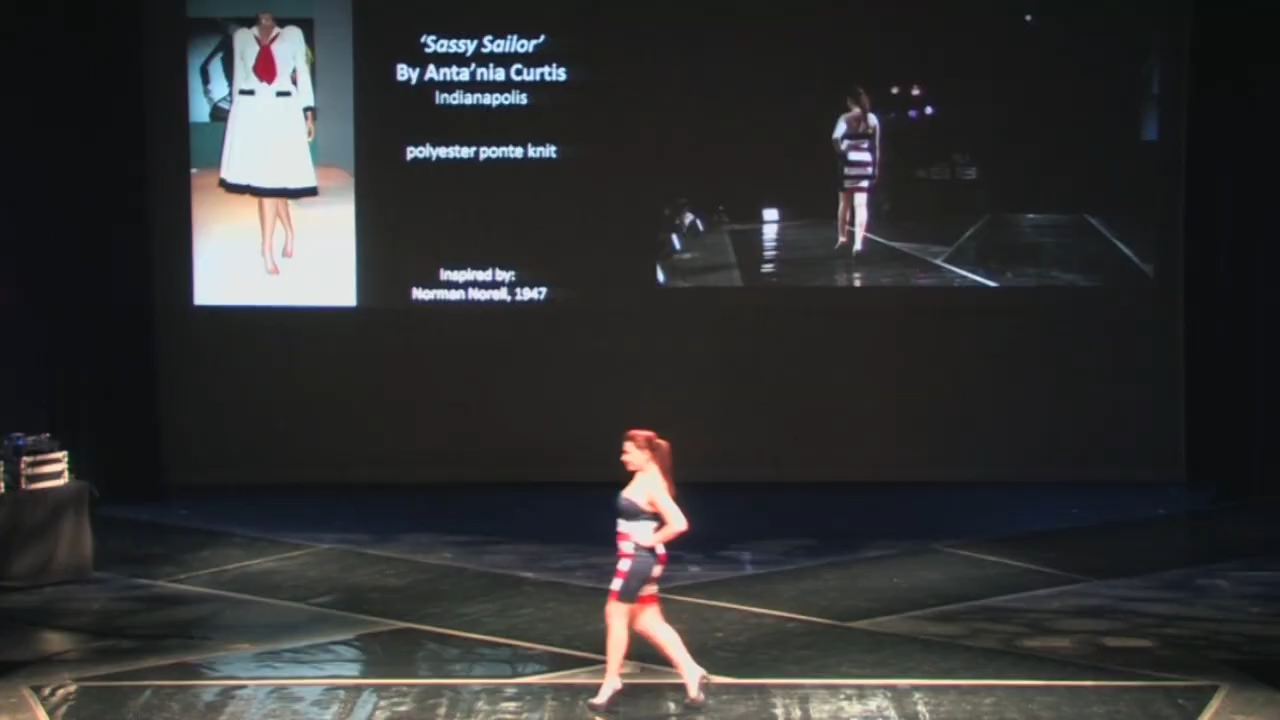 ‘Sassy Sailor’
By Anta’nia Curtis
Indianapolis
polyester ponte knit
Inspired by:
Norman Norell, 1947